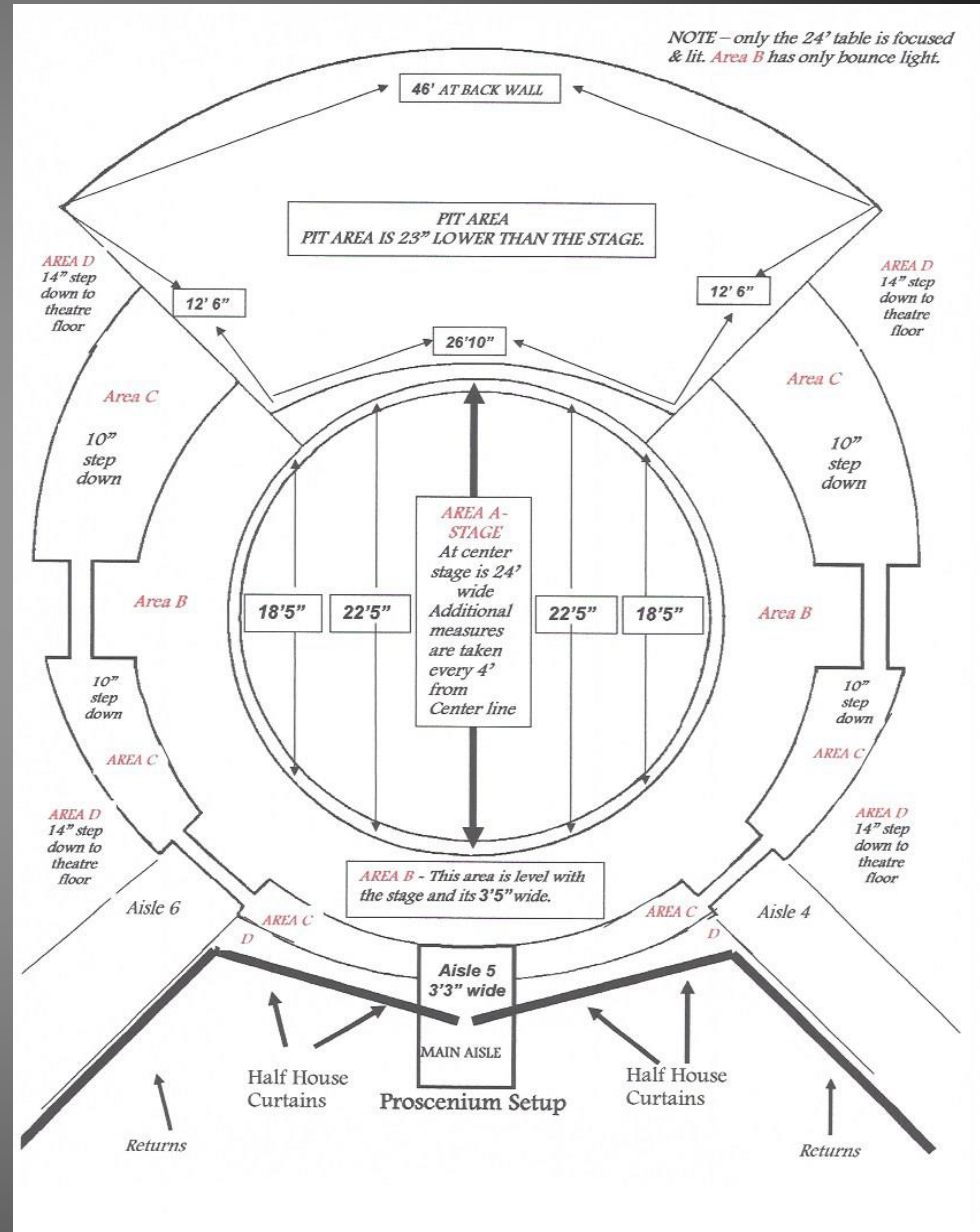 NOTE – only the 24’ table is focused
& lit. Area B has only bounce light.
46’ AT BACK WALL
PIT AREA
PIT AREA IS 23” LOWER THAN THE STAGE.
AREA D
14” step
down to
theatre
floor
AREA D
14” step
down to
theatre
floor
12’ 6”
12’ 6”
26’10”
Area C
10”
step
down
Area C
10”
step
down
AREA A-
STAGE
At center
stage is 24’
wide
Additional
measures
are taken
every 4’
from
Center line
Area B
18’5”
22’5”
22’5”
18’5”
Area B
10”
step
down
AREA C
10”
step
down
AREA C
AREA D
14” step
down to
theatre
floor
AREA D
14” step
down to
theatre
floor
AREA B - This area is level with
the stage and its 3’5” wide.
Aisle 6
AREA C
D
AREA C
D
Aisle 4
Aisle 5
3’3” wide
MAIN AISLE
Half House
Curtains
Half House
Curtains
Proscenium Setup
Returns
Returns